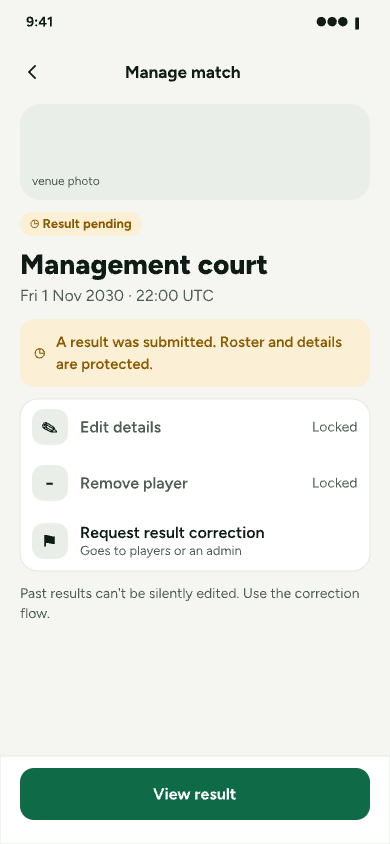 9:41
Manage match
venue photo
Result pending
Management court
Fri 1 Nov 2030 · 22:00 UTC
A result was submitted. Roster and details
are protected.
Edit details
Locked
Remove player
Locked
Request result correction
Goes to players or an admin
Past results can't be silently edited. Use the correction
flow.
View result